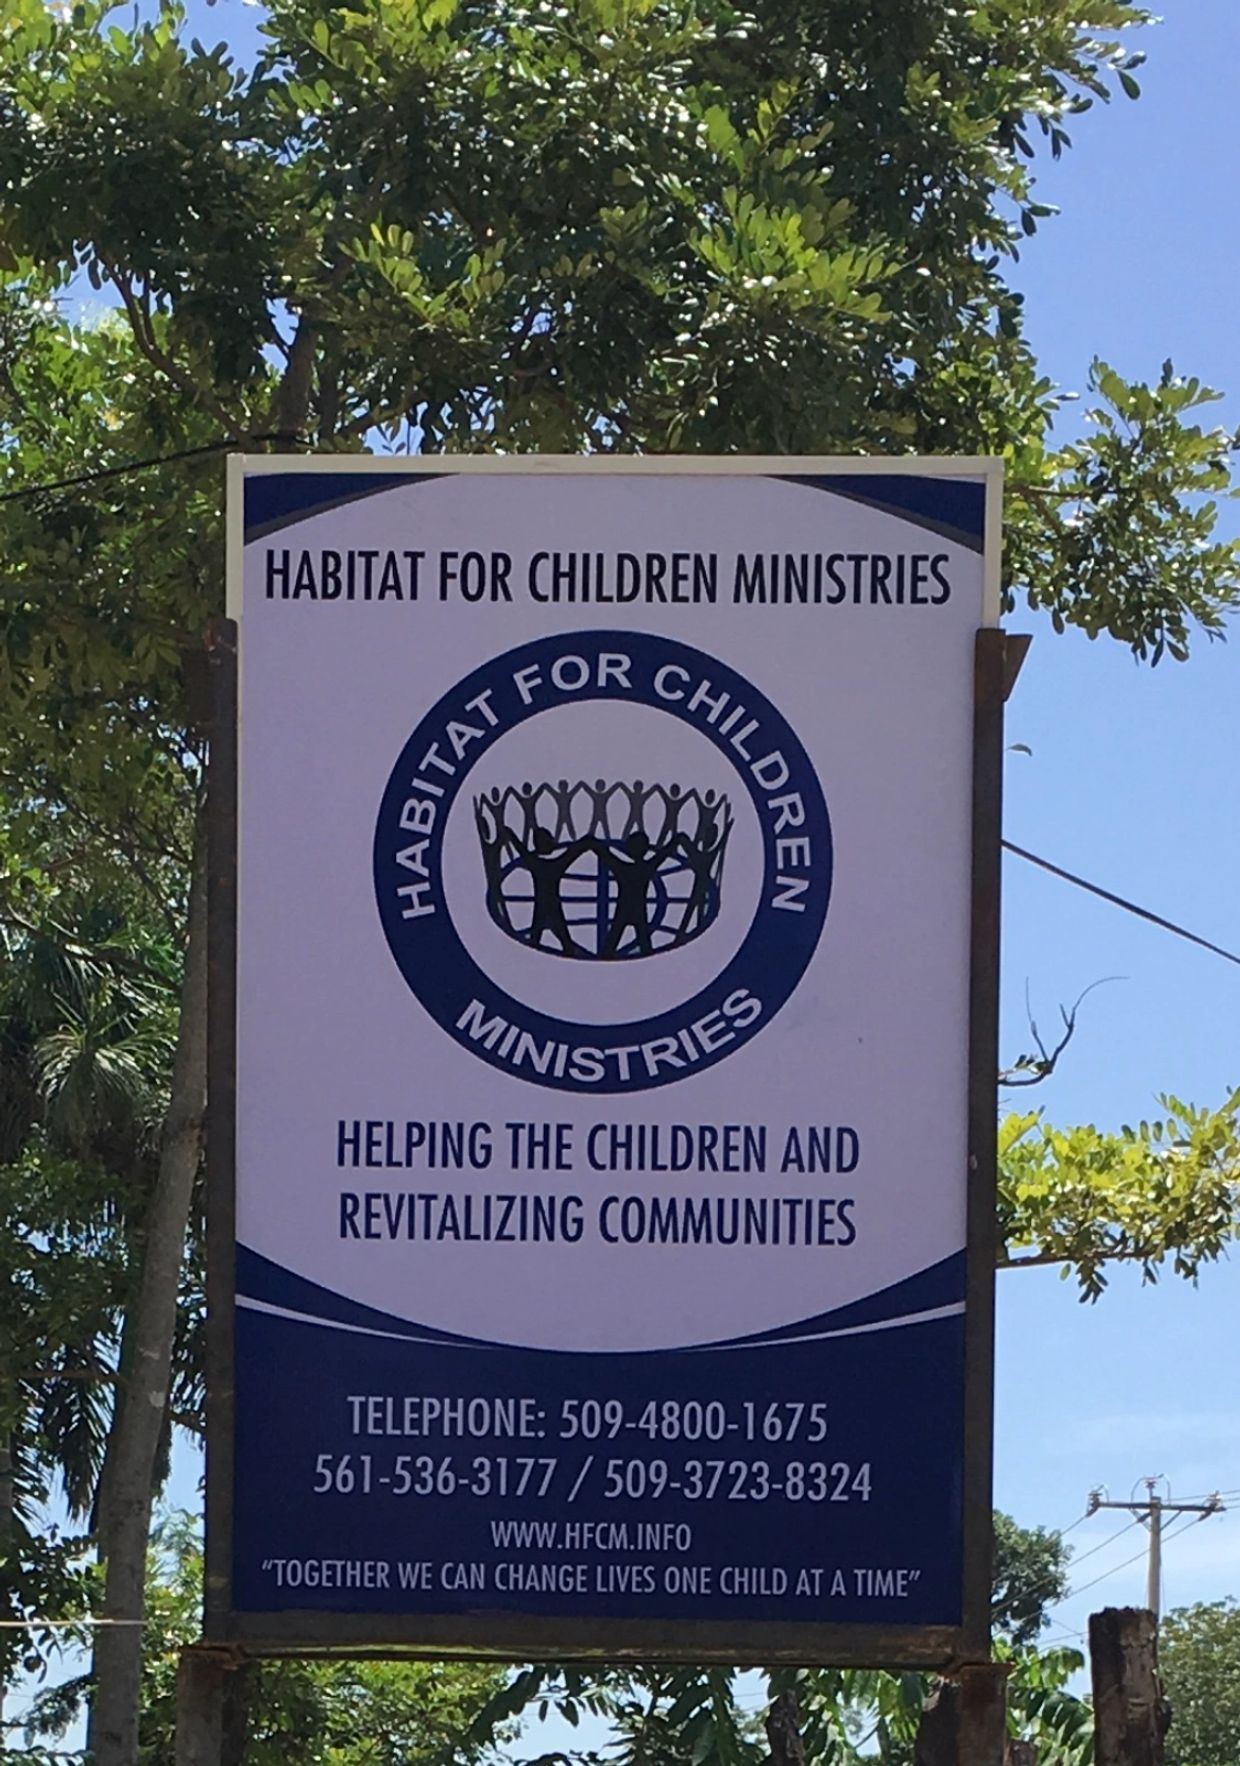 HABITAT FOR CHILDREN MINISTRIES
HABITAT FOR CHILDREN
MINISTRIES
HELPING THE CHILDREN AND
REVITALIZING COMMUNITIES
TELEPHONE: 509-4800-1675
561-536-3177 / 509-3723-8324
WWW.HFCM.INFO
“TOGETHER WE CAN CHANGE LIVES ONE CHILD AT A TIME”